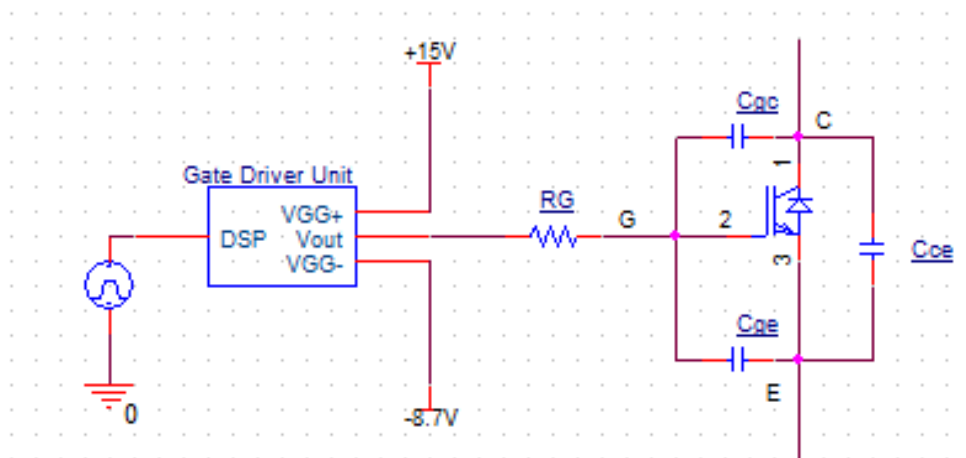 +15V
Cgc
C
Gate Driver Unit
1
VGG+
RG
G
2
DSP
Vout
VGG-
3
Cce
Cge
E
-8.7V
0